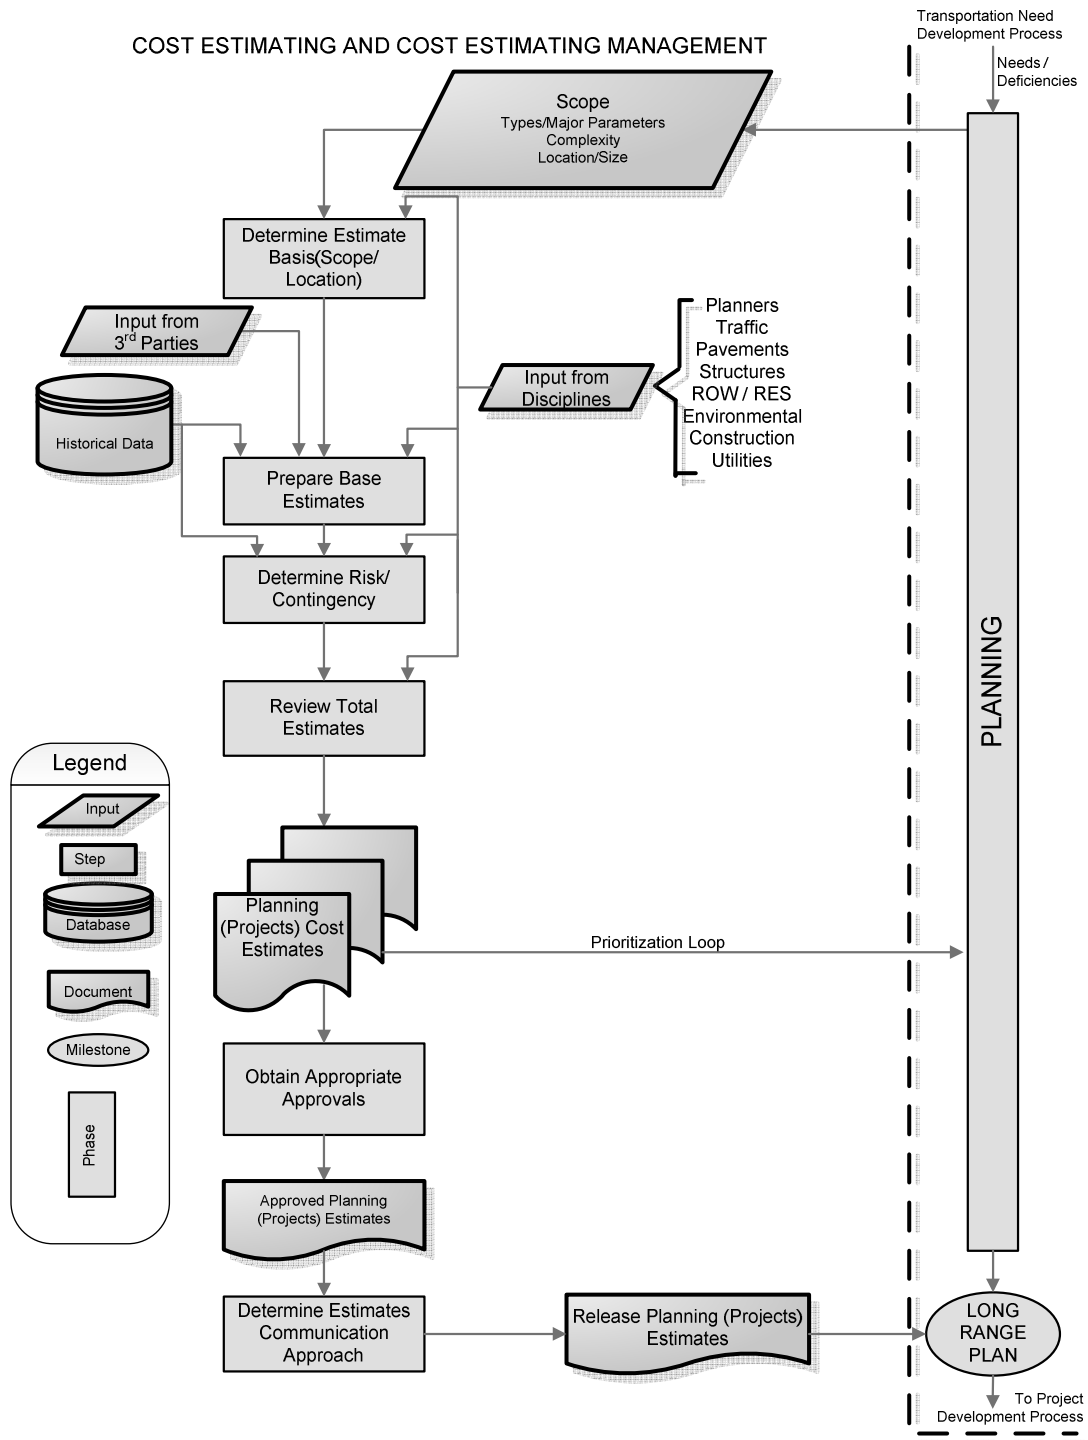 Transportation Need
Development Process
COST ESTIMATING AND COST ESTIMATING MANAGEMENT
Needs /
Deficiencies
Scope
Types/Major Parameters
Complexity
Location/Size
Determine Estimate
Basis(Scope/
Location)
Input from
3rd Parties
Historical Data
Input from
Disciplines
Planners
Traffic
Pavements
Structures
ROW / RES
Environmental
Construction
Utilities
Prepare Base
Estimates
Determine Risk/
Contingency
Review Total
Estimates
PLANNING
Legend
Input
Step
Database
Document
Milestone
Phase
Planning
(Projects) Cost
Estimates
Prioritization Loop
Obtain Appropriate
Approvals
Approved Planning
(Projects) Estimates
Determine Estimates
Communication
Approach
Release Planning (Projects)
Estimates
LONG
RANGE
PLAN
To Project
Development Process